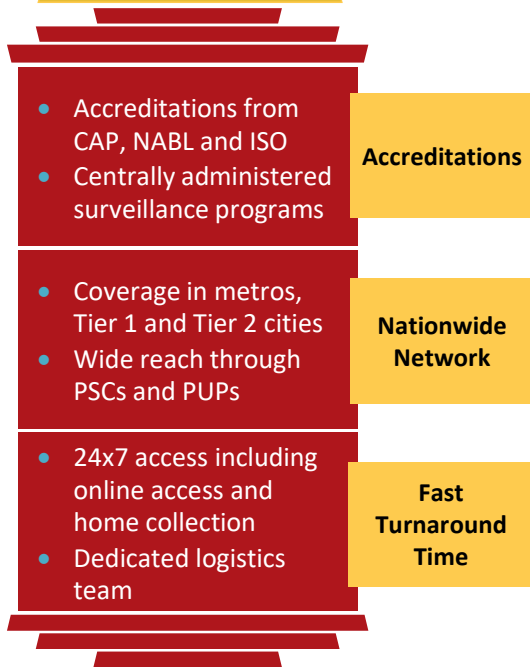 • Accreditations from
CAP, NABL and ISO
• Centrally administered
surveillance programs
Accreditations
• Coverage in metros,
Tier 1 and Tier 2 cities
• Wide reach through
PSCs and PUPs
Nationwide
Network
• 24x7 access including
online access and
home collection
• Dedicated logistics
team
Fast
Turnaround
Time